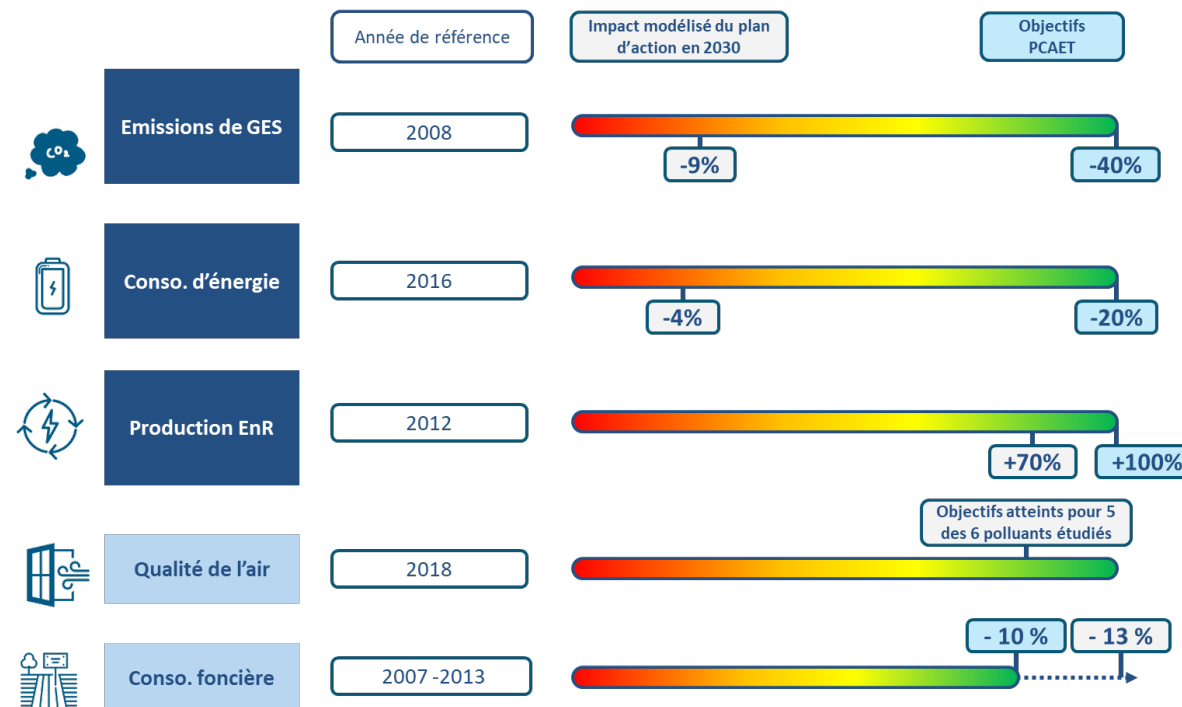 Année de référence
Impact modélisé du plan
d'action en 2030
Objectifs
PCAET
CO₂
Emissions de GES
2008
-9%
-40%
Conso. d'énergie
2016
-4%
-20%
Production EnR
2012
+70%
+100%
Objectifs atteints pour 5
des 6 polluants étudiés
Qualité de l'air
2018
- 10 %
- 13 %
Conso. foncière
2007 -2013